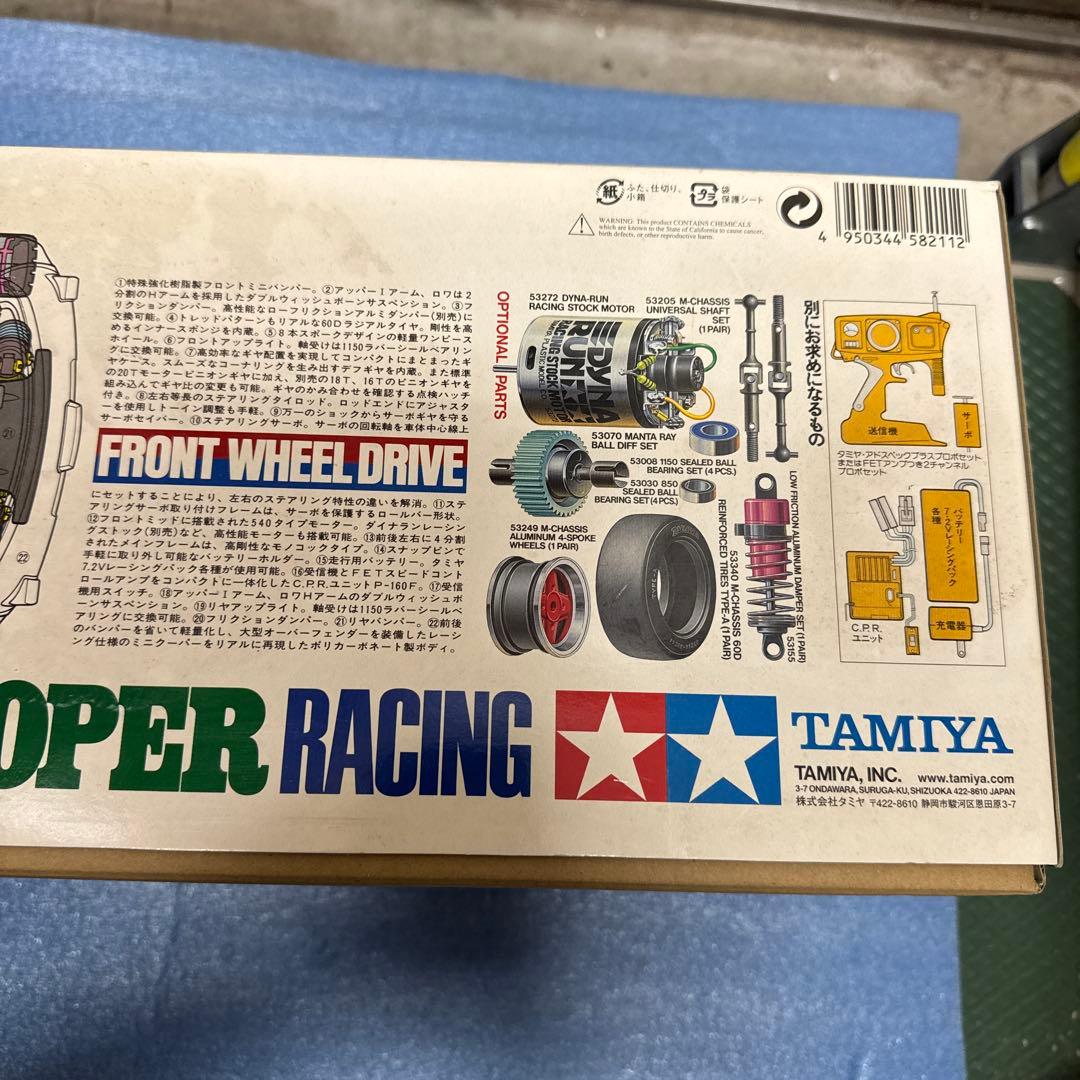 ふた、仕切り、
小箱
紙
プラ
袋
保護シート
WARNING: This product CONTAINS CHEMICALS
which are known to the State of California to cause cancer,
birth defects, or other reproductive harm.
4 950344 582112
①特殊強化樹脂製フロントミニバンパー。②アッパーIアーム、ロワは2
分割のHアームを採用したダブルウィッシュボーンサスペンション。③フ
リクションダンパー。高性能なローフリクションアルミダンパー(別売)に
交換可能。④トレッドパターンもリアルな60Dラジアルタイヤ。剛性を高
めるインナースポンジを内蔵。⑤8本スポークデザインの軽量ワンピース
ホイール。⑥フロントアップライト。軸受けは1150ラバーシールベアリン
グに交換可能。⑦高効率なギヤ配置を実現してコンパクトにまとまったギ
ヤケース。スムーズなコーナリングを生み出すデフギヤを内蔵。また標準
の20Tモーターピニオンギヤに加え、別売の18T、16Tのピニオンギヤを
組み込んでギヤ比の変更も可能。ギヤのかみ合わせを確認する点検ハッチ
付き。⑧左右等長のステアリングタイロッド。ロッドエンドにアジャスタ
ーを使用しトーイン調整も手軽。⑨万一のショックからサーボギヤを守る
サーボセイバー。⑩ステアリングサーボ。サーボの回転軸を車体中心線上
FRONT WHEEL DRIVE
にセットすることにより、左右のステアリング特性の違いを解消。⑪ステ
アリングサーボ取り付けフレームは、サーボを保護するロールバー形状。
⑫フロントミッドに搭載された540タイプモーター。ダイナランレーシン
グストック(別売)など、高性能モーターも搭載可能。⑬前後左右に4分割
されたメインフレームは、高剛性なモノコックタイプ。⑭スナップピンで
手軽に取り外し可能なバッテリーホルダー。⑮走行用バッテリー。タミヤ
7.2Vレーシングパック各種が使用可能。⑯受信機とFETスピードコント
ロールアンプをコンパクトに一体化したC.P.R.ユニットP-160F。⑰受信
機用スイッチ。⑱アッパーIアーム、ロワHアームのダブルウィッシュボ
ーンサスペンション。⑲リヤアップライト。軸受けは1150ラバーシールベ
アリングに交換可能。⑳フリクションダンパー。㉑リヤバンパー。㉒前後
のバンパーを省いて軽量化し、大型オーバーフェンダーを装備したレーシ
ング仕様のミニクーパーをリアルに再現したポリカーボネート製ボディ。
㉑
㉒
OPTIONAL PARTS
53272 DYNA-RUN
RACING STOCK MOTOR
53205 M-CHASSIS
UNIVERSAL SHAFT
SET
(1 PAIR)
DYNA
RUN
RACING STOCK MOTOR
53070 MANTA RAY
BALL DIFF SET
53008 1150 SEALED BALL
BEARING SET (4 PCS.)
53030 850
SEALED BALL
BEARING SET (4 PCS.)
53249 M-CHASSIS
ALUMINUM 4-SPOKE
WHEELS (1 PAIR)
53340 M-CHASSIS 60D
REINFORCED TIRES TYPE-A (1 PAIR)
LOW FRICTION ALUMINUM DAMPER SET (1 PAIR)
53155
別にお求めになるもの
送信機
サーボ
タミヤ・アドスペックプラスプロポセット
またはFETアンプつき2チャンネル
プロポセット
バッテリー
7.2Vレーシングパック
各種
C.P.R.
ユニット
充電器
OPER RACING
TAMIYA
TAMIYA, INC. www.tamiya.com
3-7 ONDAWARA, SURUGA-KU, SHIZUOKA 422-8610 JAPAN
株式会社タミヤ 〒422-8610 静岡市駿河区恩田原3-7